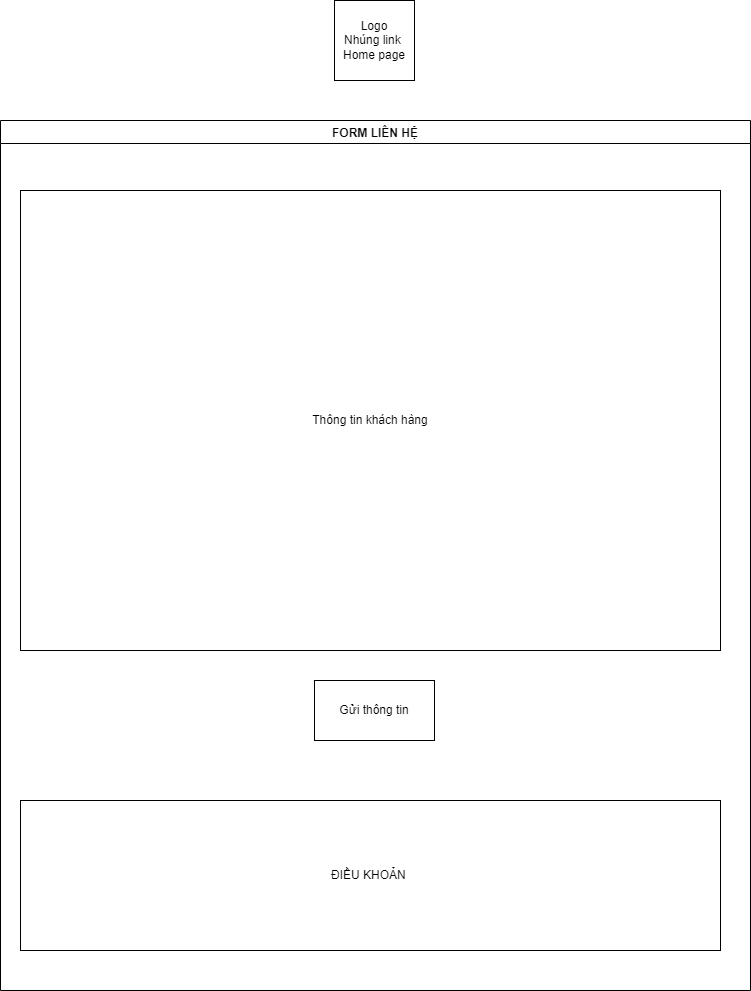 Logo
Nhúng link
Home page
FORM LIÊN HỆ
Thông tin khách hàng
Gửi thông tin
ĐIỀU KHOẢN